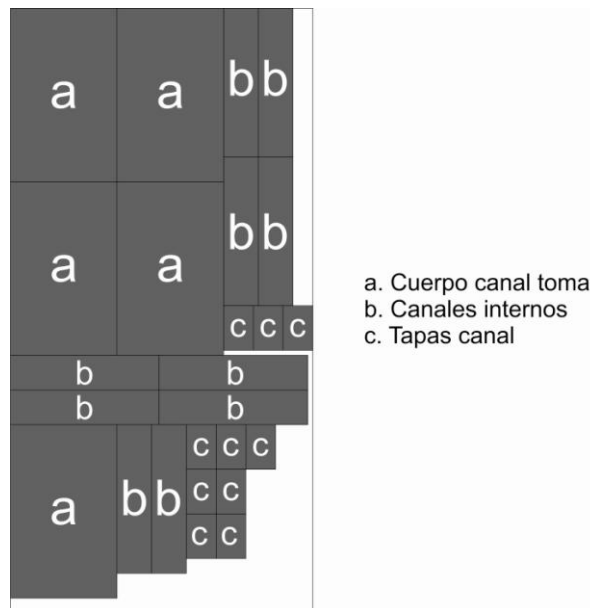 a a b b
a a b b
c c c
a. Cuerpo canal toma
b. Canales internos
c. Tapas canal
b b
b b
a b b c c c
c c
c c